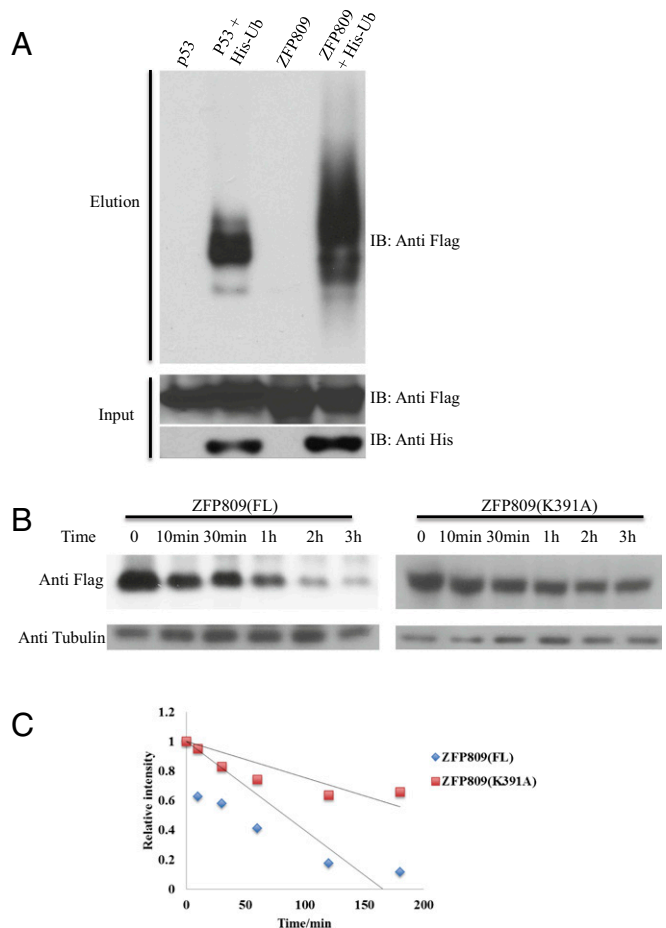 A
p53
P53 +
His-Ub
ZFP809
ZFP809
+ His-Ub
Elution
IB: Anti Flag
Input
IB: Anti Flag
IB: Anti His
B
ZFP809(FL)
ZFP809(K391A)
Time
0 10min 30min 1h 2h 3h
0 10min 30min 1h 2h 3h
Anti Flag
Anti Tubulin
C
1.2
1
0.8
0.6
0.4
0.2
0
Relative intensity
0 50 100 150 200
Time/min
ZFP809(FL)
ZFP809(K391A)